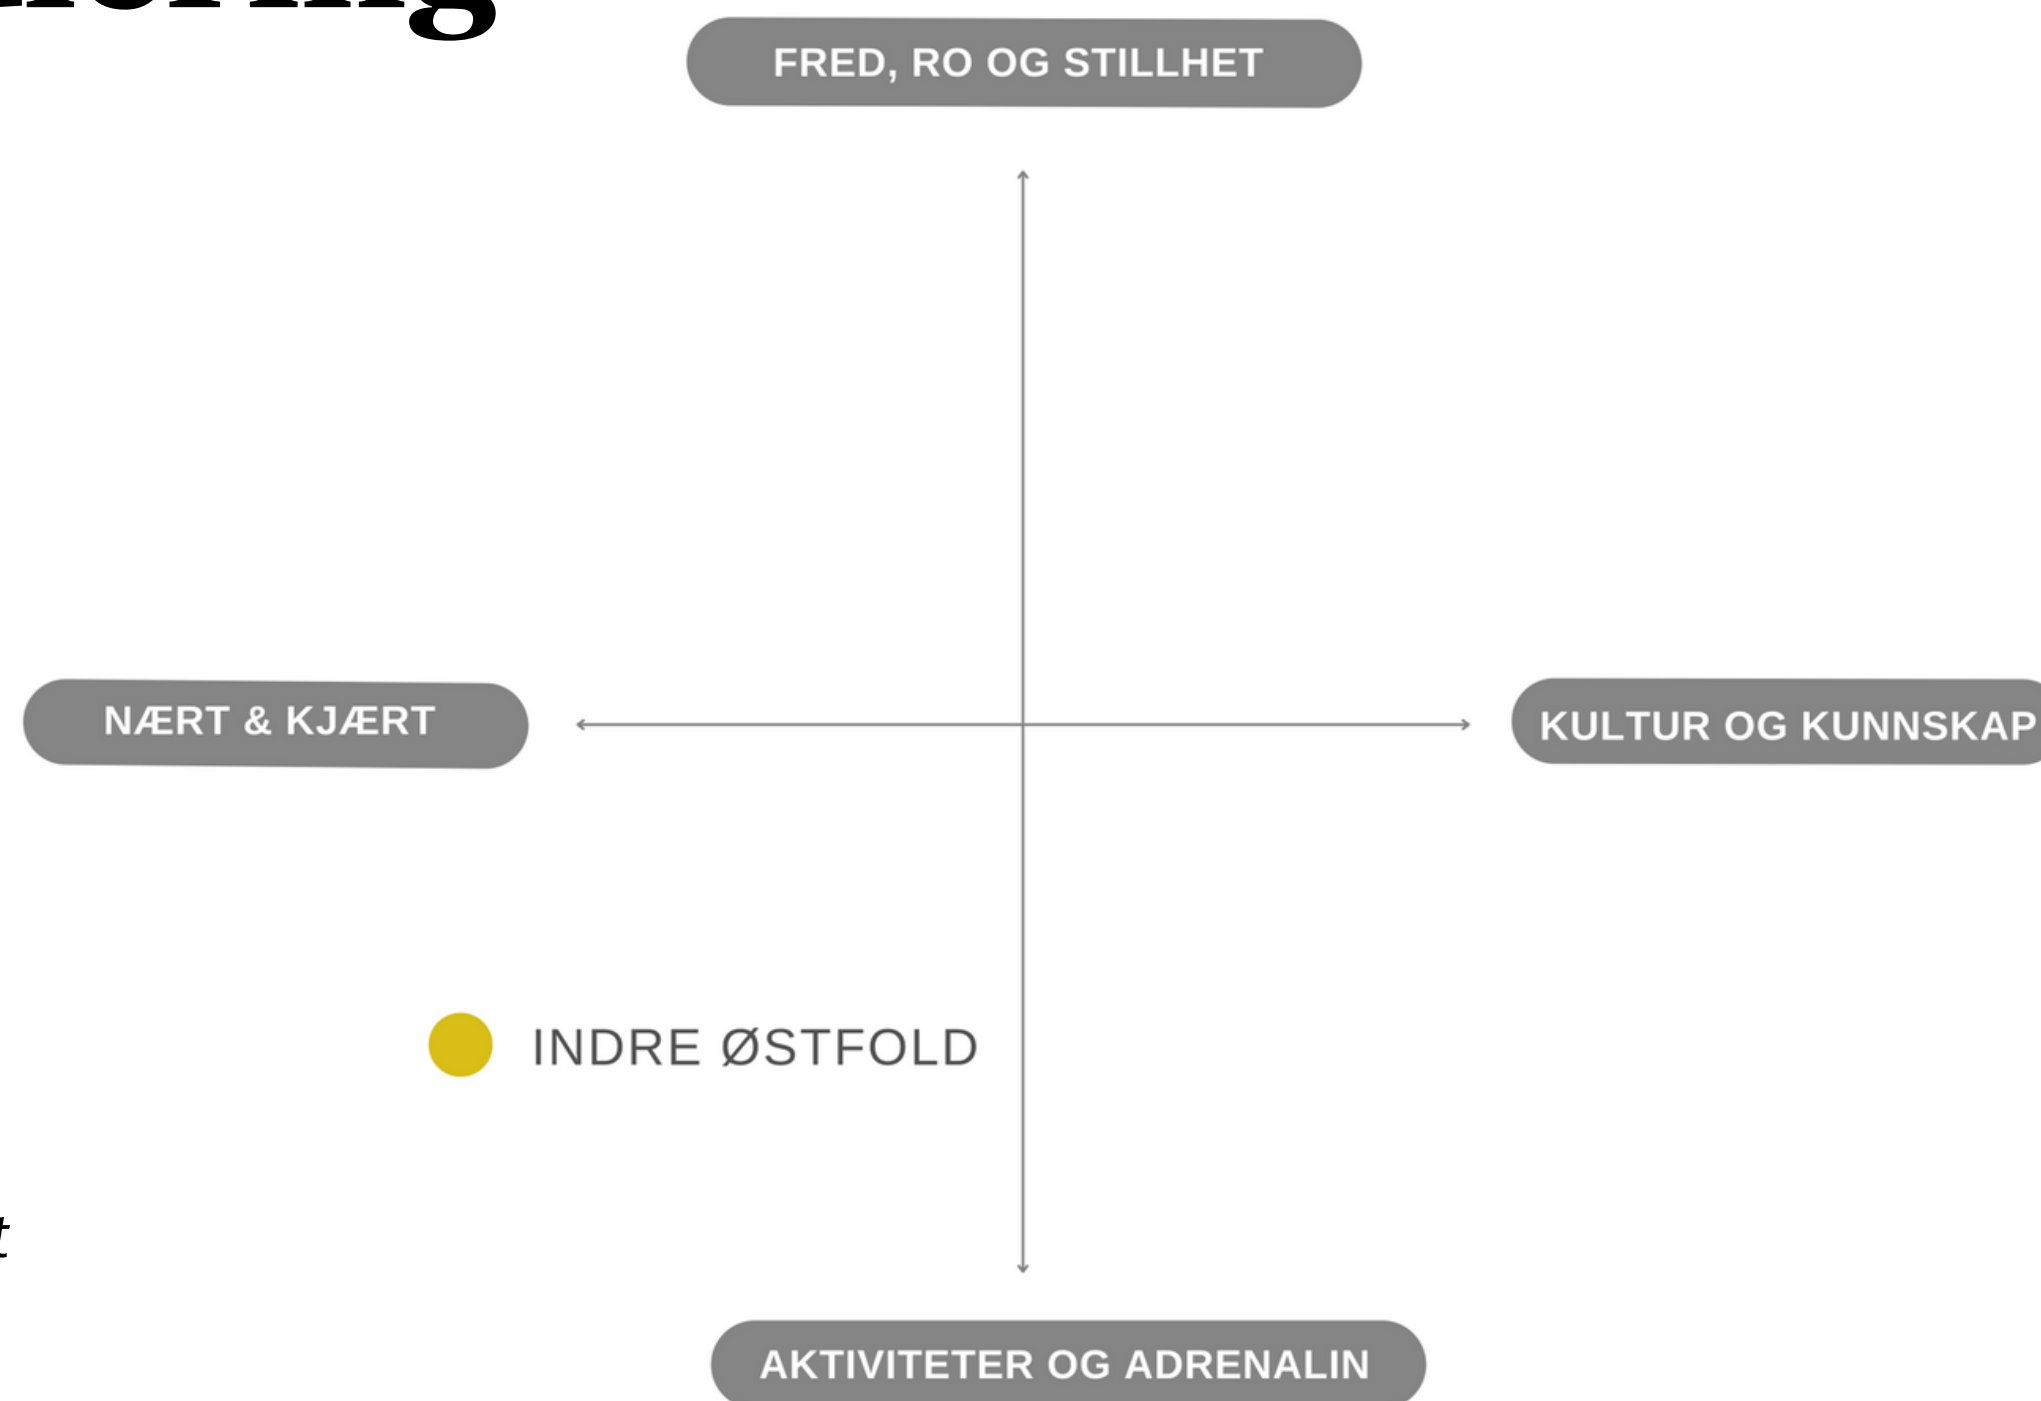 FRED, RO OG STILLHET
NÆRT & KJÆRT
KULTUR OG KUNNSKAP
INDRE ØSTFOLD
t
AKTIVITETER OG ADRENALIN